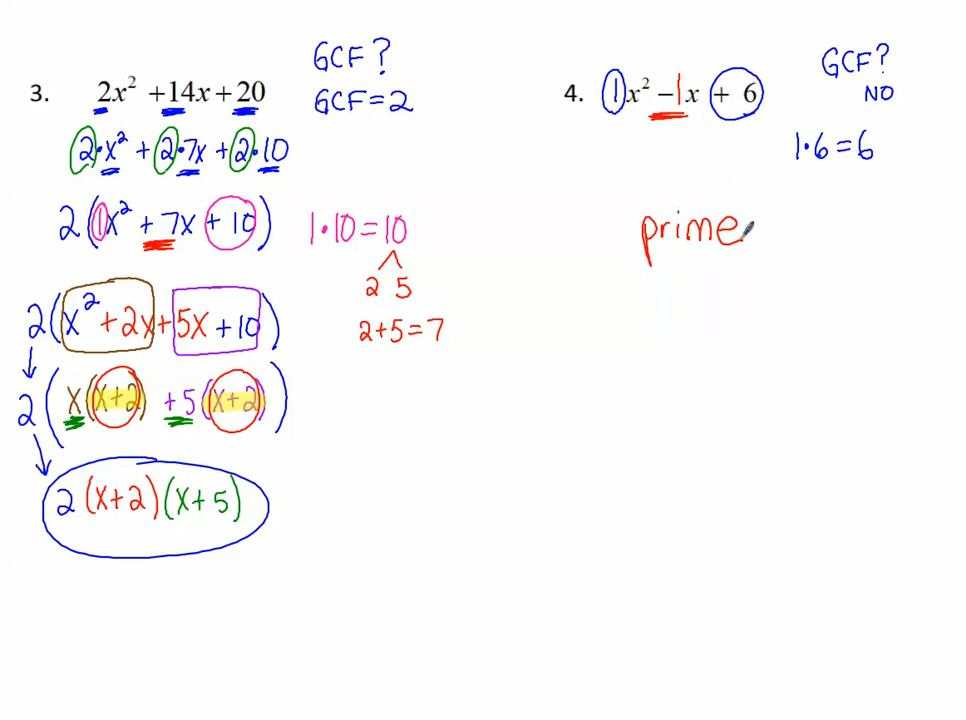 3. 2x² +14x+20
GCF?
GCF=2
2·x² + 2·7x + 2·10
2(1x² + 7x + 10)
1·10=10
2 5
2+5=7
2(x² +2x+5x +10)
2(x(x+2) +5(x+2))
2(x+2)(x+5)
4. 1x² −1x + 6
GCF?
NO
1·6=6
prime